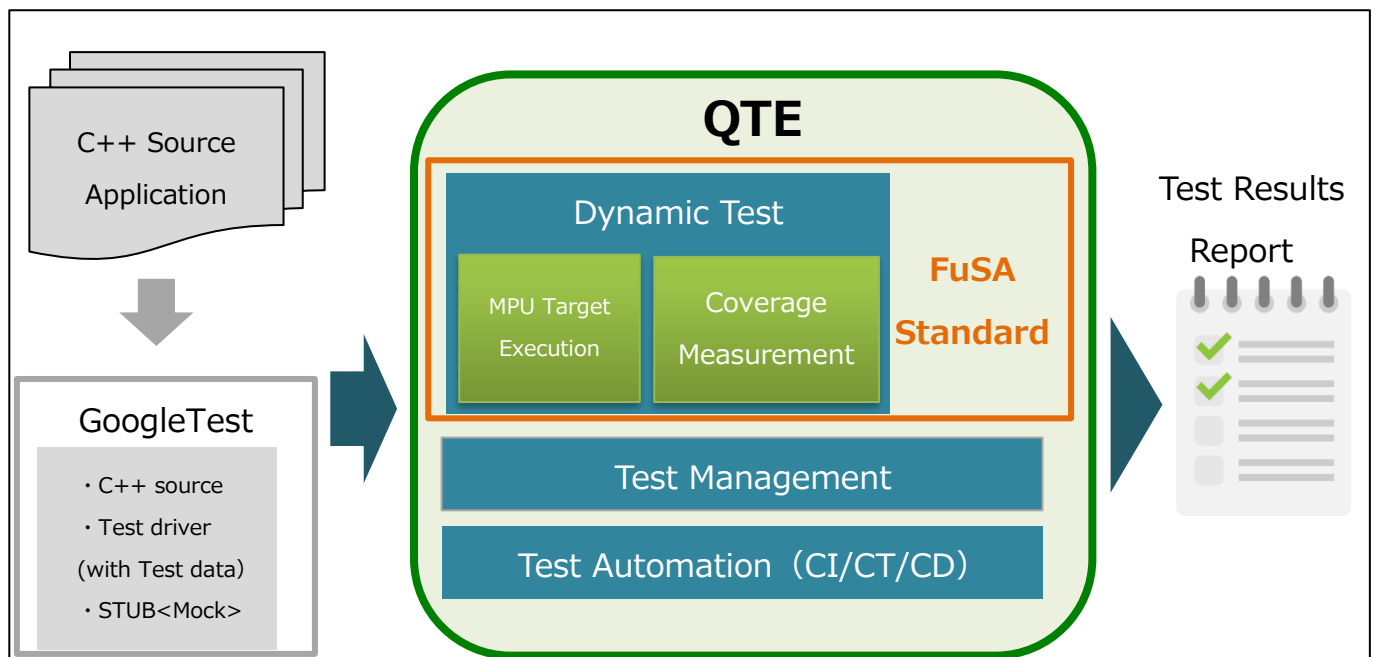 C++ Source
Application
GoogleTest
・C++ source
・Test driver
(with Test data）
・STUB<Mock>
QTE
Dynamic Test
MPU Target
Execution
Coverage
Measurement
FuSA
Standard
Test Management
Test Automation（CI/CT/CD）
Test Results
Report